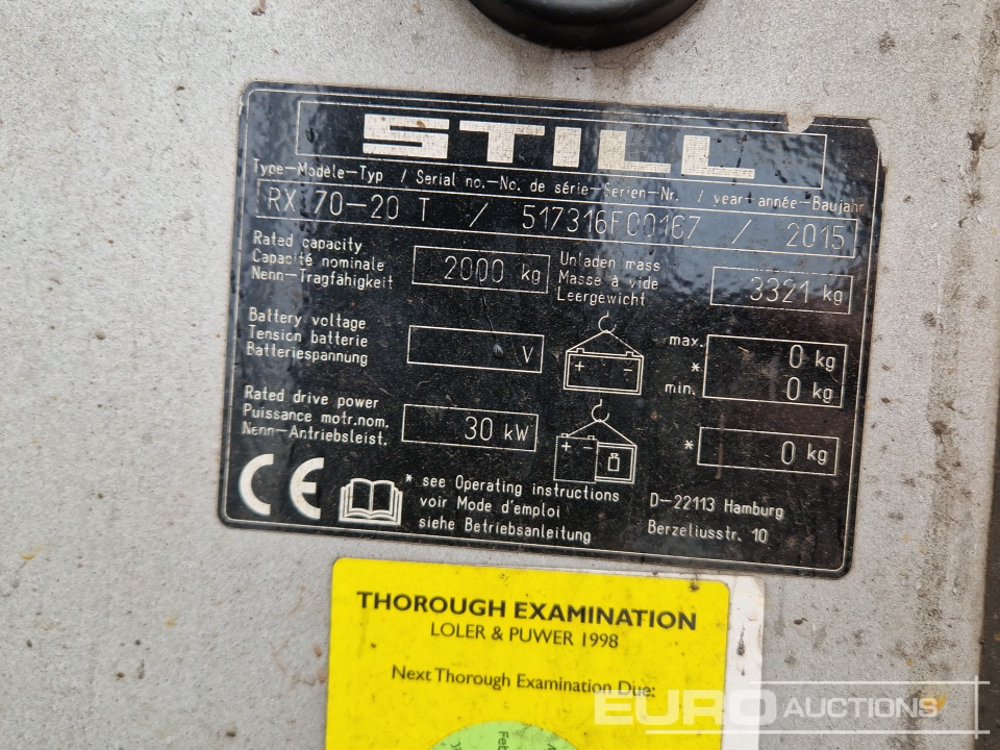 STILL
Type-Modèle-Typ / Serial no.-No. de série-Serien-Nr. / year-année-Baujahr
RX 70-20 T / 517316F00167 / 2015
Rated capacity
Capacité nominale
Nenn-Tragfähigkeit
2000 kg
Unladen mass
Masse à vide
Leergewicht
3321 kg
Battery voltage
Tension batterie
Batteriespannung
V
+ -
max. 0 kg
*
min. 0 kg
Rated drive power
Puissance motr.nom.
Nenn-Antriebsleist.
30 kW
+ -
* 0 kg
CE
* see Operating instructions
voir Mode d'emploi
siehe Betriebsanleitung
D-22113 Hamburg
Berzeliusstr. 10
THOROUGH EXAMINATION
LOLER & PUWER 1998
Next Thorough Examination Due:
Feb
EURO AUCTIONS